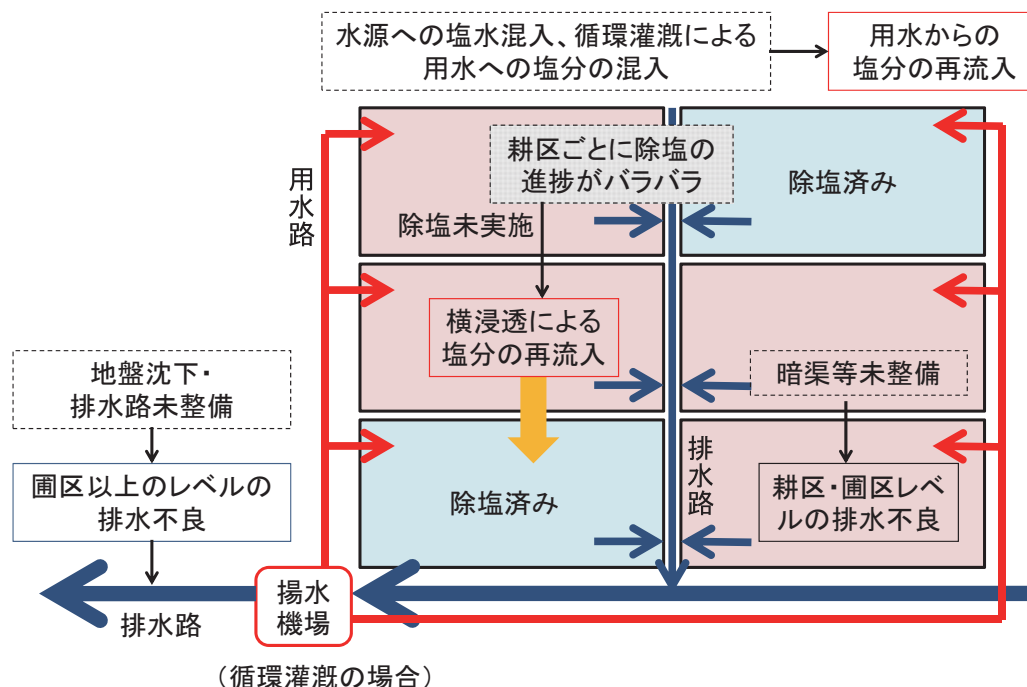 水源への塩水混入、循環灌漑による
用水への塩分の混入
用水からの
塩分の再流入
用水路
耕区ごとに除塩の
進捗がバラバラ
除塩済み
除塩未実施
横浸透による
塩分の再流入
暗渠等未整備
地盤沈下・
排水路未整備
圃区以上のレベルの
排水不良
除塩済み
排水路
耕区・圃区レベ
ルの排水不良
排水路
揚水
機場
（循環灌漑の場合）